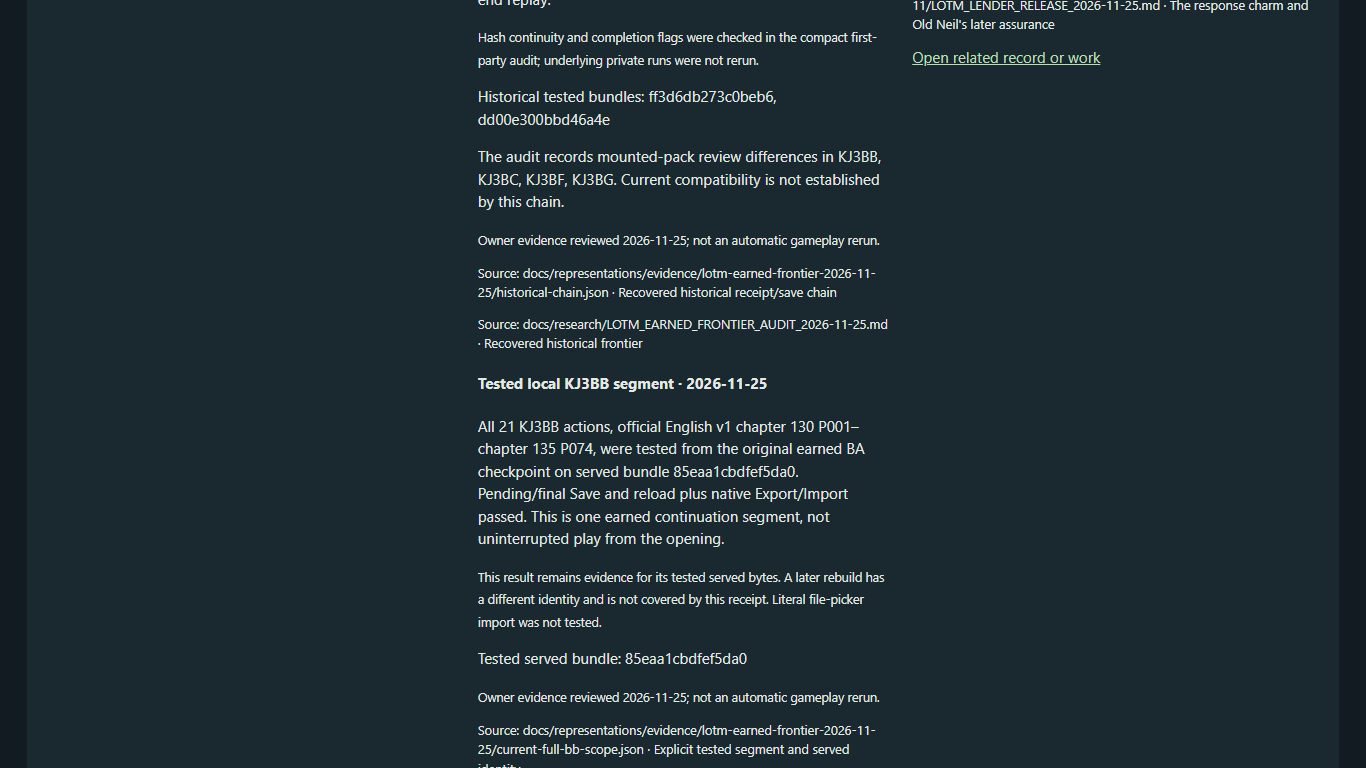 end replay.
Hash continuity and completion flags were checked in the compact first-
party audit; underlying private runs were not rerun.
Historical tested bundles: ff3d6db273c0beb6,
dd00e300bbd46a4e
The audit records mounted-pack review differences in KJ3BB,
KJ3BC, KJ3BF, KJ3BG. Current compatibility is not established
by this chain.
Owner evidence reviewed 2026-11-25; not an automatic gameplay rerun.
Source: docs/representations/evidence/lotm-earned-frontier-2026-11-
25/historical-chain.json · Recovered historical receipt/save chain
Source: docs/research/LOTM_EARNED_FRONTIER_AUDIT_2026-11-25.md
· Recovered historical frontier
Tested local KJ3BB segment · 2026-11-25
All 21 KJ3BB actions, official English v1 chapter 130 P001–
chapter 135 P074, were tested from the original earned BA
checkpoint on served bundle 85eaa1cbdfef5da0.
Pending/final Save and reload plus native Export/Import
passed. This is one earned continuation segment, not
uninterrupted play from the opening.
This result remains evidence for its tested served bytes. A later rebuild has
a different identity and is not covered by this receipt. Literal file-picker
import was not tested.
Tested served bundle: 85eaa1cbdfef5da0
Owner evidence reviewed 2026-11-25; not an automatic gameplay rerun.
Source: docs/representations/evidence/lotm-earned-frontier-2026-11-
25/current-full-bb-scope.json · Explicit tested segment and served
identity
11/LOTM_LENDER_RELEASE_2026-11-25.md · The response charm and
Old Neil's later assurance
Open related record or work